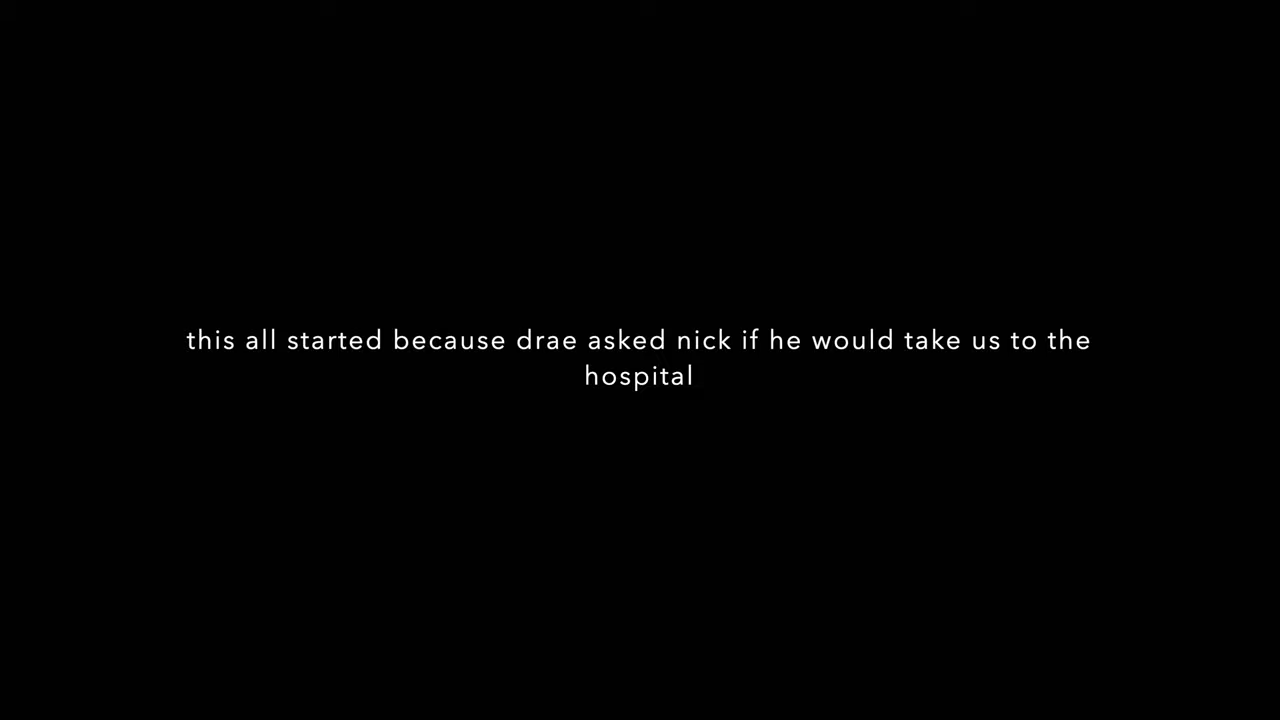 this all started because drae asked nick if he would take us to the
hospital